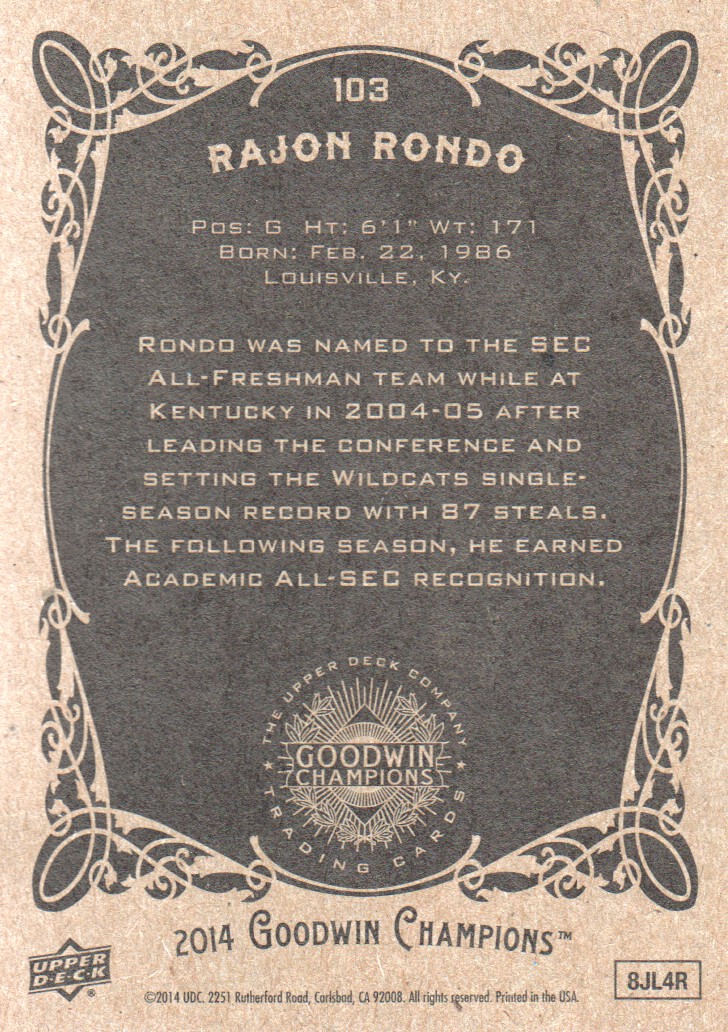 103
RAJON RONDO
POS: G HT: 6'1" WT: 171
BORN: FEB. 22, 1986
LOUISVILLE, KY.
RONDO WAS NAMED TO THE SEC
ALL-FRESHMAN TEAM WHILE AT
KENTUCKY IN 2004-05 AFTER
LEADING THE CONFERENCE AND
SETTING THE WILDCATS SINGLE-
SEASON RECORD WITH 87 STEALS.
THE FOLLOWING SEASON, HE EARNED
ACADEMIC ALL-SEC RECOGNITION.
THE UPPER DECK COMPANY
GOODWIN
CHAMPIONS
TRADING CARDS
2014 GOODWIN CHAMPIONS™
UPPER
D·E·C·K
®
©2014 UDC. 2251 Rutherford Road, Carlsbad, CA 92008. All rights reserved. Printed in the USA.
8JL4R